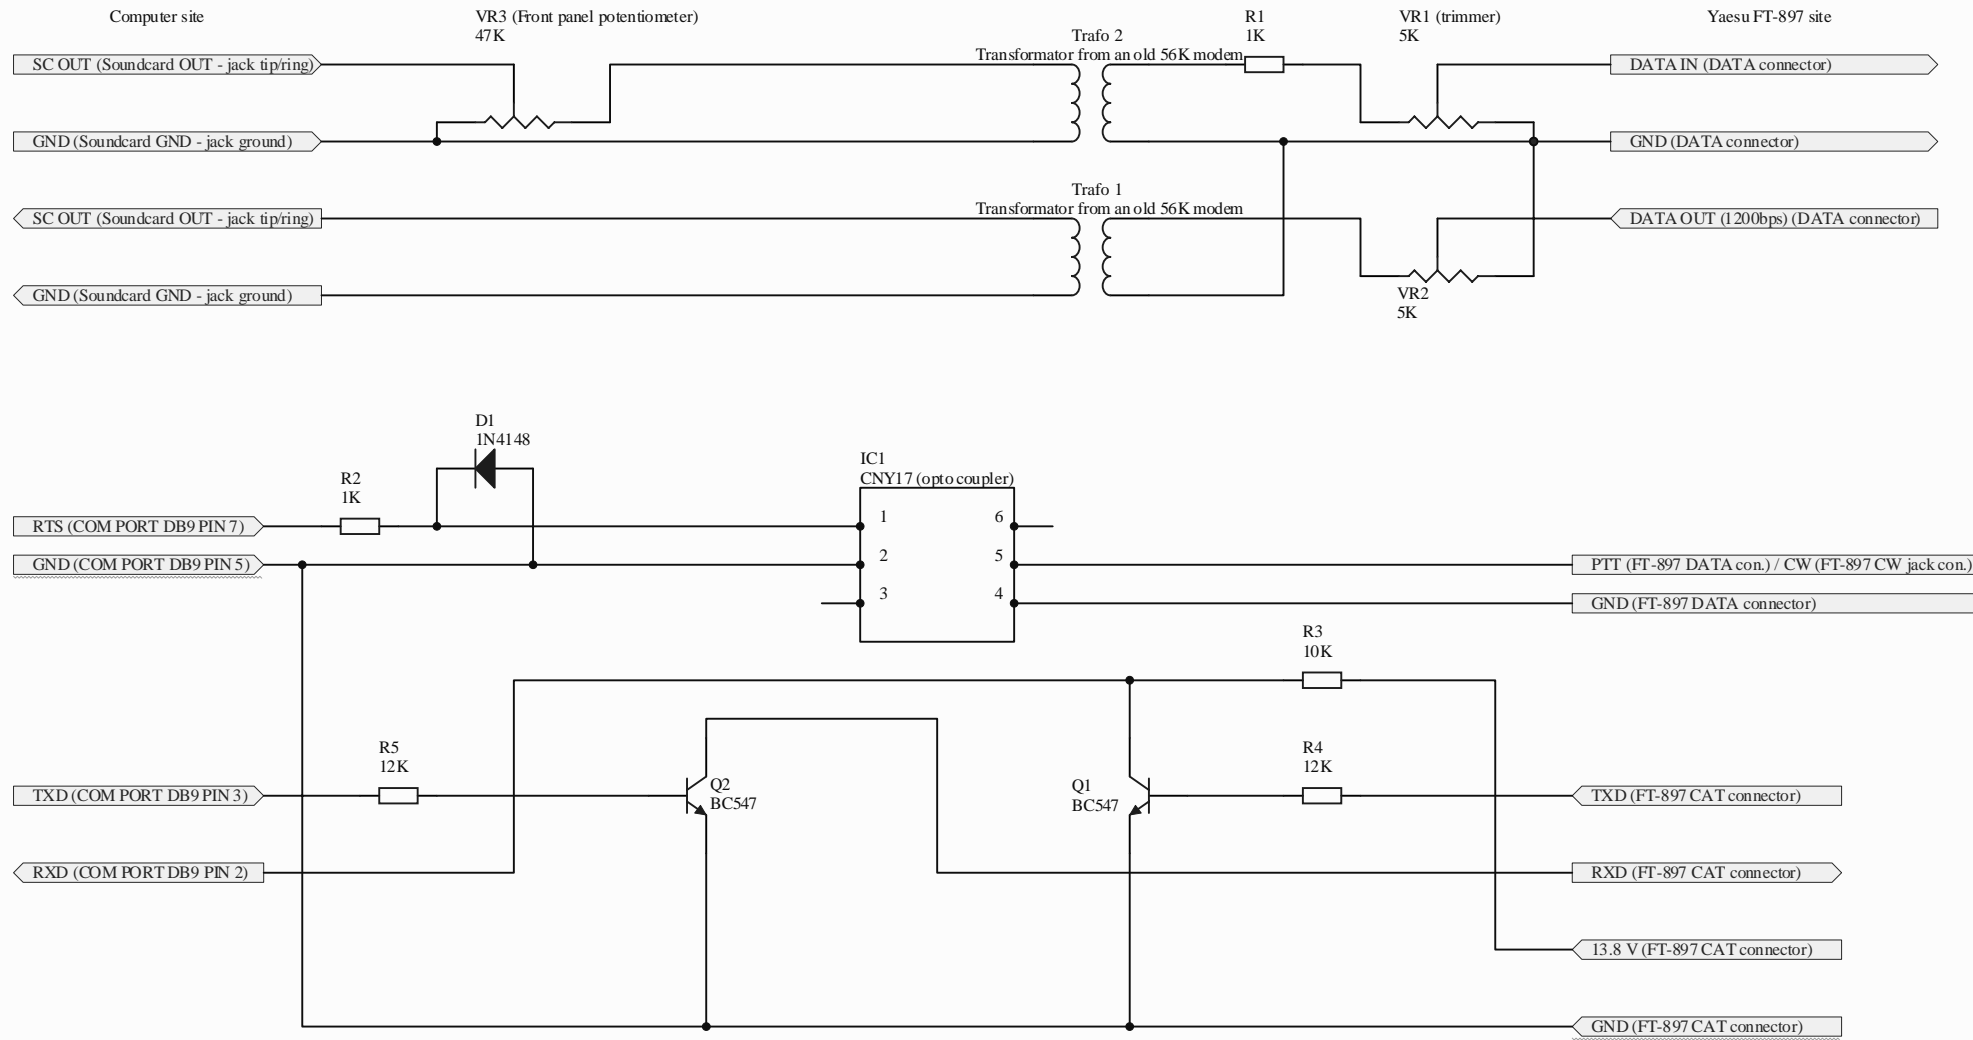 Computer site
VR3 (Front panel potentiometer)
47K
R1
1K
VR1 (trimmer)
5K
Yaesu FT-897 site
Trafo 2
Transformator from an old 56K modem
SC OUT (Soundcard OUT - jack tip/ring)
DATA IN (DATA connector)
GND (Soundcard GND - jack ground)
GND (DATA connector)
Trafo 1
Transformator from an old 56K modem
SC OUT (Soundcard OUT - jack tip/ring)
DATA OUT (1200bps) (DATA connector)
GND (Soundcard GND - jack ground)
VR2
5K
D1
1N4148
R2
1K
IC1
CNY17 (opto coupler)
RTS (COM PORT DB9 PIN 7)
1
6
GND (COM PORT DB9 PIN 5)
2
5
PTT (FT-897 DATA con.) / CW (FT-897 CW jack con.)
3
4
GND (FT-897 DATA connector)
R3
10K
R5
12K
R4
12K
Q2
BC547
Q1
BC547
TXD (COM PORT DB9 PIN 3)
TXD (FT-897 CAT connector)
RXD (COM PORT DB9 PIN 2)
RXD (FT-897 CAT connector)
13.8 V (FT-897 CAT connector)
GND (FT-897 CAT connector)